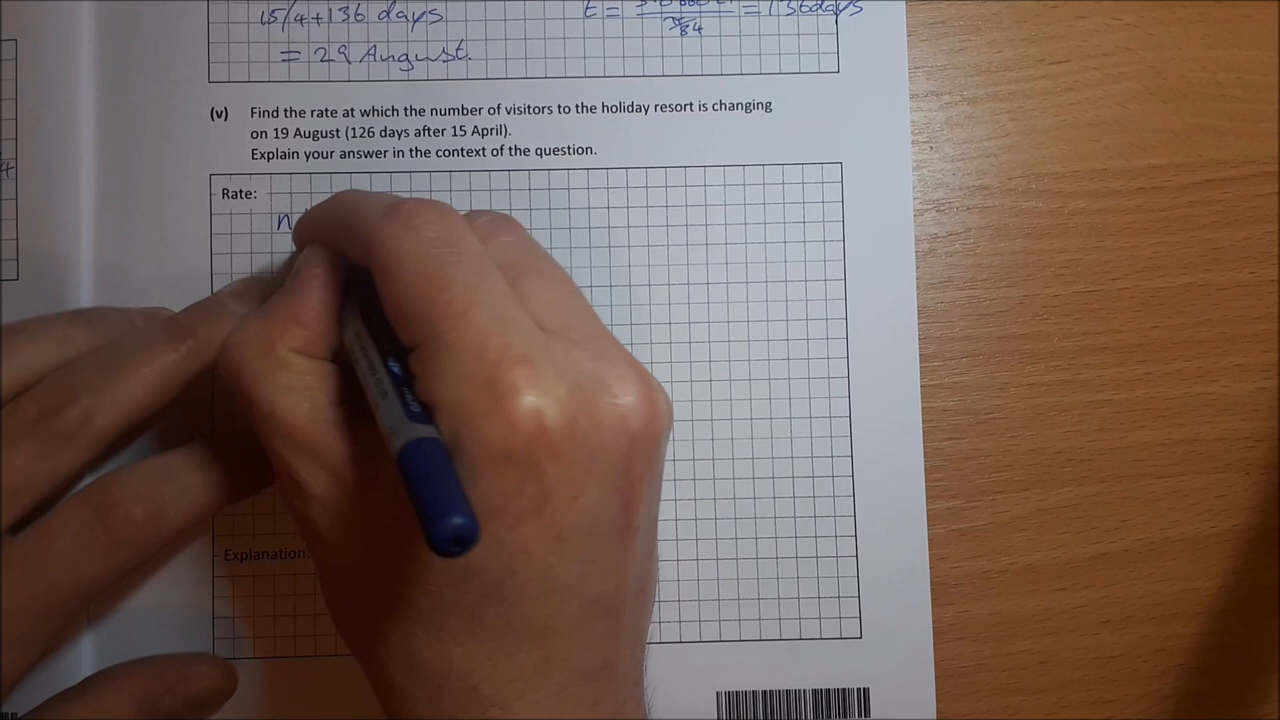 15/4+136 days
t = = 136days
= 29 August.
(v) Find the rate at which the number of visitors to the holiday resort is changing
on 19 August (126 days after 15 April).
Explain your answer in the context of the question.
Rate:
n
Explanation: